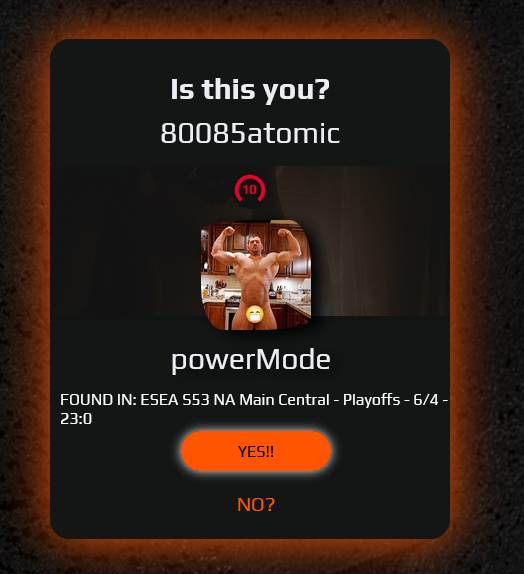 Is this you?
80085atomic
10
powerMode
FOUND IN: ESEA S53 NA Main Central - Playoffs - 6/4 -
23:0
YES!!
NO?